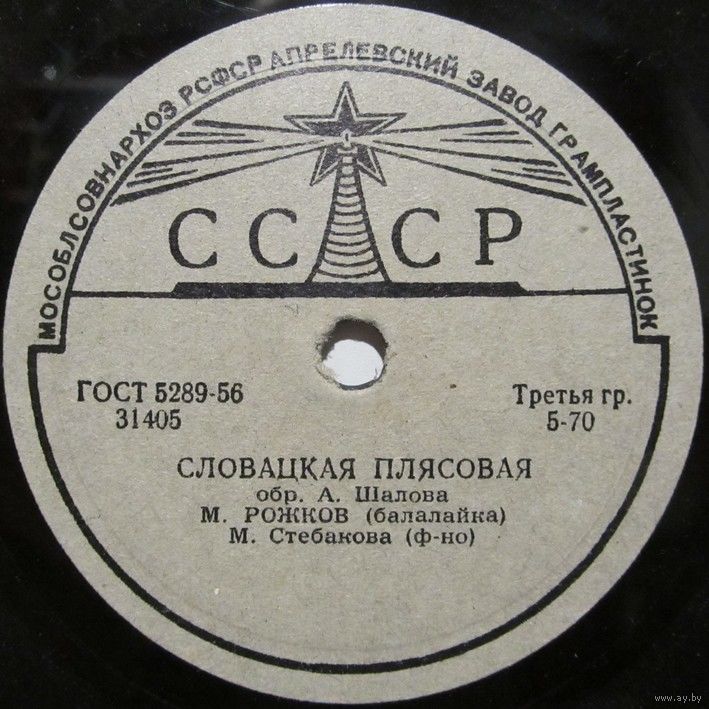 МОСОБЛСОВНАРХОЗ РСФСР АПРЕЛЕВСКИЙ ЗАВОД ГРАМПЛАСТИНОК
СССР
ГОСТ 5289-56
31405
Третья гр.
5-70
СЛОВАЦКАЯ ПЛЯСОВАЯ
обр. А. Шалова
М. РОЖКОВ (балалайка)
М. Стебакова (ф-но)
www.ay.by